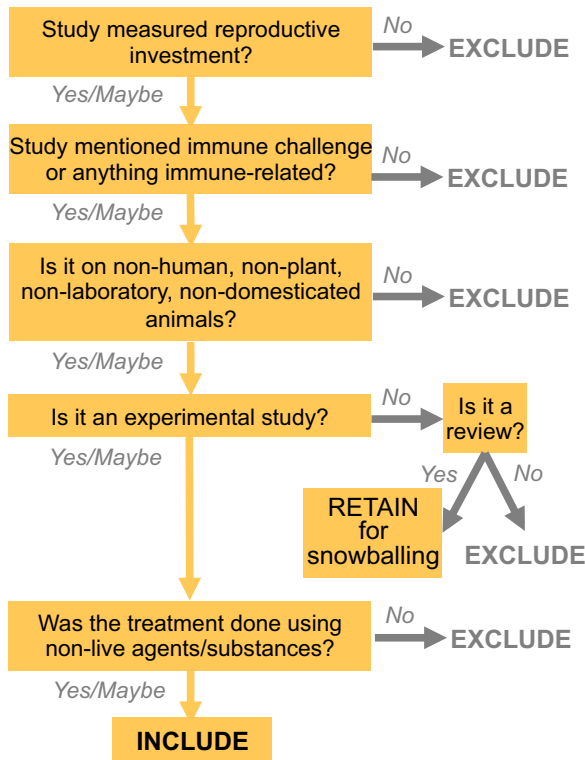 Study measured reproductive
investment?
No
EXCLUDE
Yes/Maybe
Study mentioned immune challenge
or anything immune-related?
No
EXCLUDE
Yes/Maybe
Is it on non-human, non-plant,
non-laboratory, non-domesticated
animals?
No
EXCLUDE
Yes/Maybe
Is it an experimental study?
No
Is it a
review?
Yes/Maybe
Yes
No
RETAIN
for
snowballing
EXCLUDE
Was the treatment done using
non-live agents/substances?
No
EXCLUDE
Yes/Maybe
INCLUDE